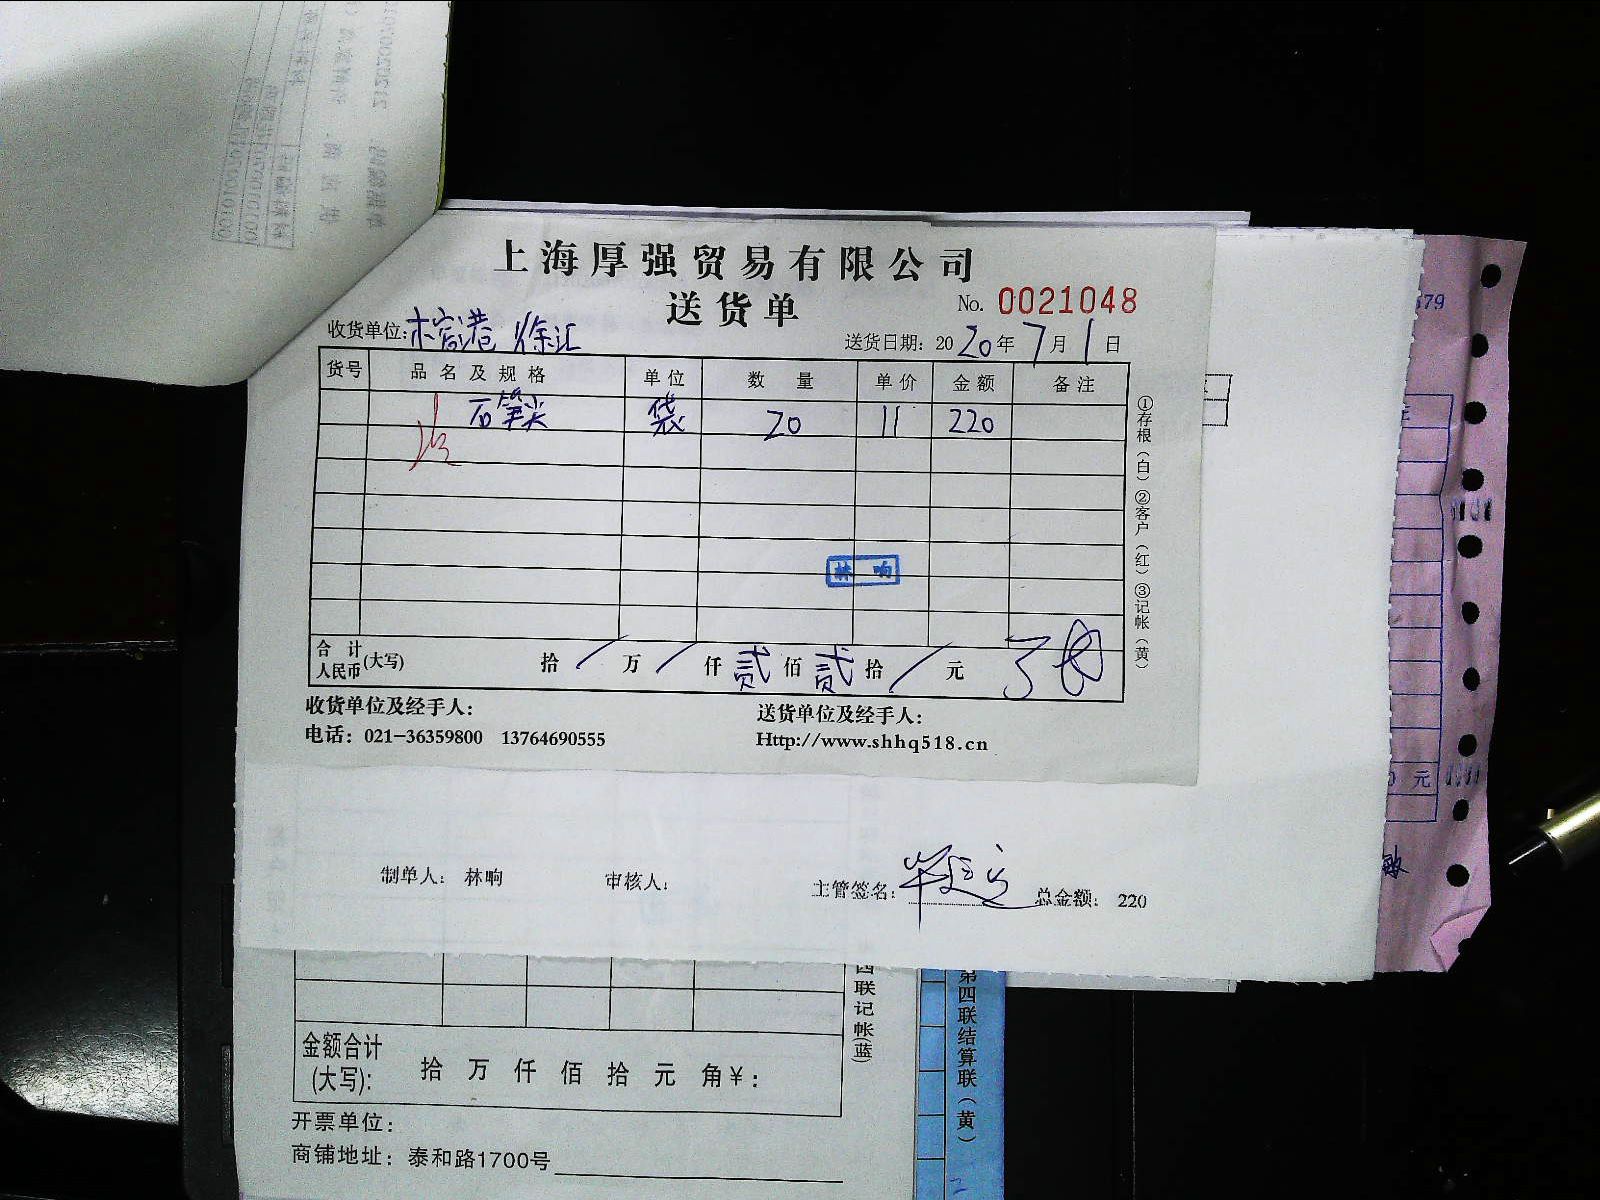 上海厚强贸易有限公司
送货单
No. 0021048
收货单位: 徐汇
送货日期: 2020年7月1日
货号 品名及规格 单位 数量 单价 金额 备注
石笋尖 袋 20 11 220
林响
合计人民币(大写) 拾 / 万 / 仟 贰 佰 贰 拾 / 元
①存根(白)②客户(红)③记帐(黄)
收货单位及经手人:
送货单位及经手人:
电话: 021-36359800 13764690555
Http://www.shhq518.cn
制单人: 林响 审核人: 主管签名: 总金额: 220
四联记帐(蓝)
第四联结算联(黄)
金额合计(大写): 拾 万 仟 佰 拾 元 角 ¥:
开票单位:
商铺地址: 泰和路1700号